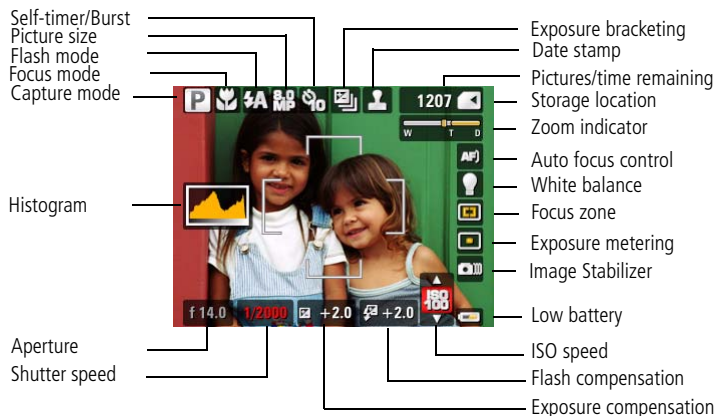 Self-timer/Burst
Picture size
Flash mode
Focus mode
Capture mode
Exposure bracketing
Date stamp
Pictures/time remaining
Storage location
Zoom indicator
Auto focus control
White balance
Focus zone
Exposure metering
Image Stabilizer
Low battery
ISO speed
Flash compensation
Exposure compensation
Histogram
Aperture
Shutter speed
P
A
8.0 MP
10
1207
W T D
AF
ISO
100
f 14.0 1/2000 +2.0 +2.0